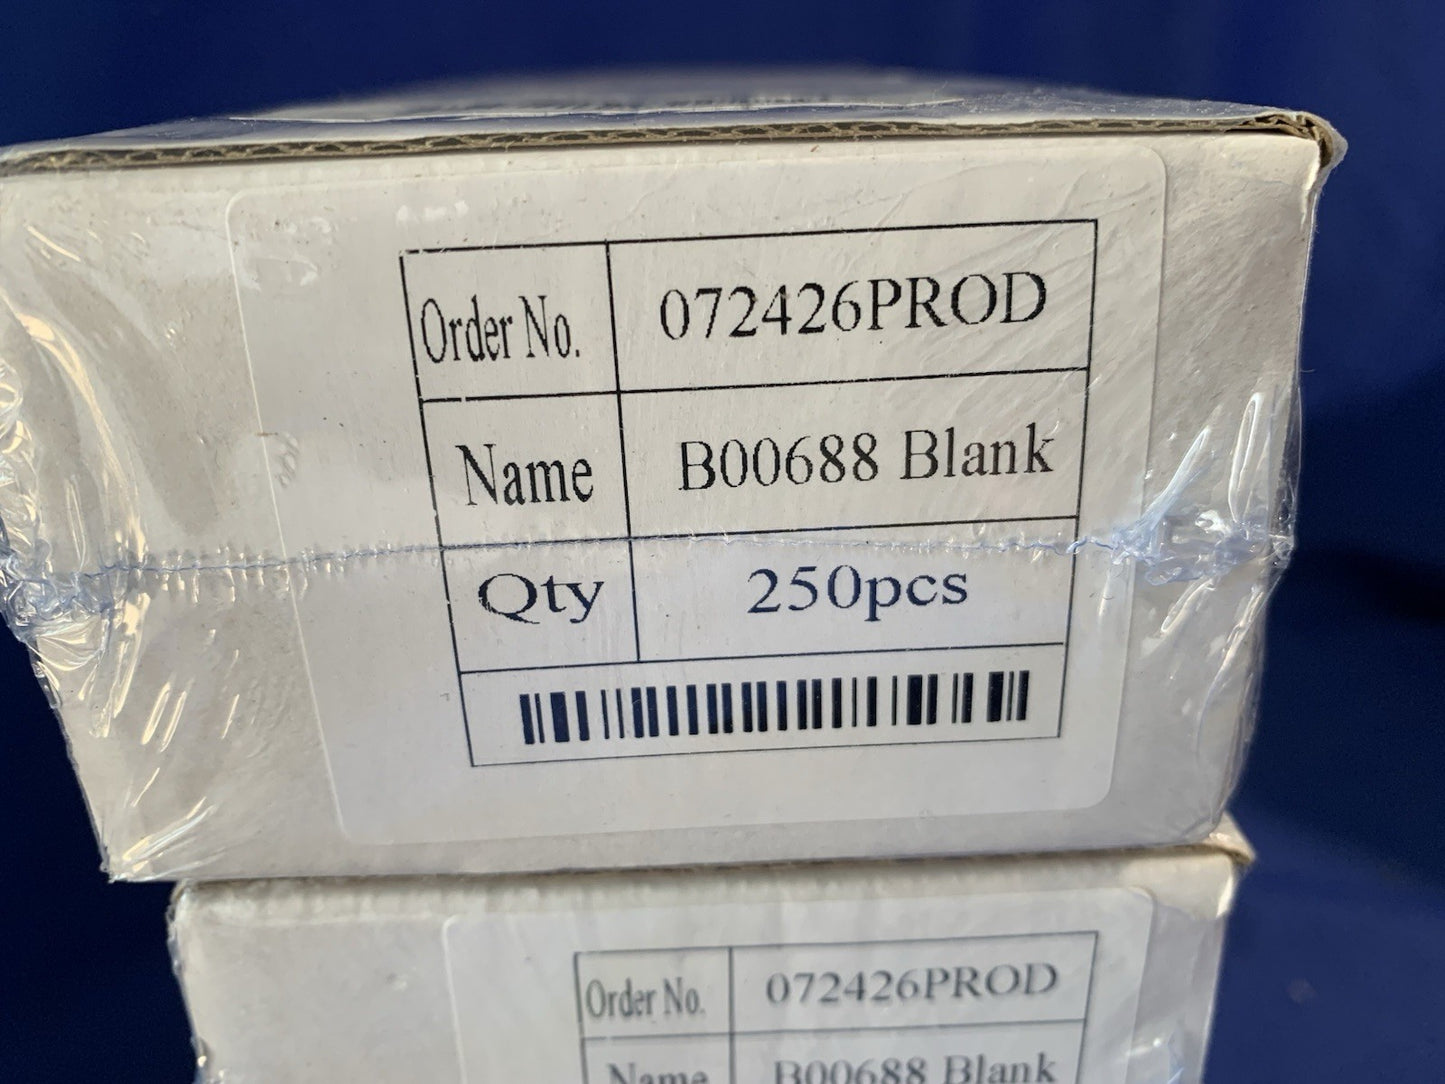 Order No. 072426PROD
Name B00688 Blank
Qty 250pcs
Order No. 072426PROD
Name B00688 Blank